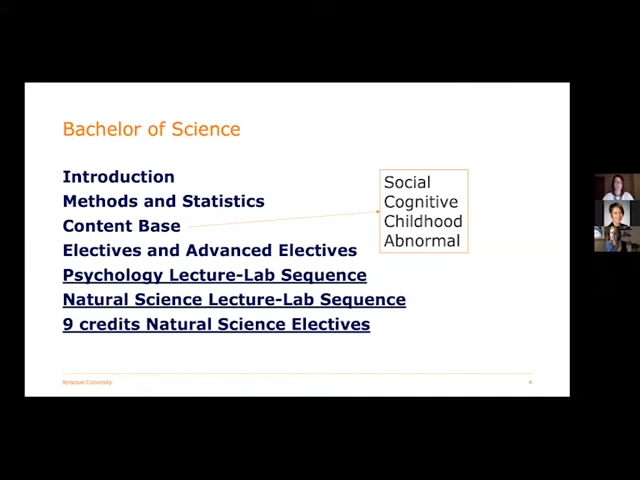 Bachelor of Science
Introduction
Methods and Statistics
Content Base
Electives and Advanced Electives
Psychology Lecture-Lab Sequence
Natural Science Lecture-Lab Sequence
9 credits Natural Science Electives
Social
Cognitive
Childhood
Abnormal
Syracuse University
4